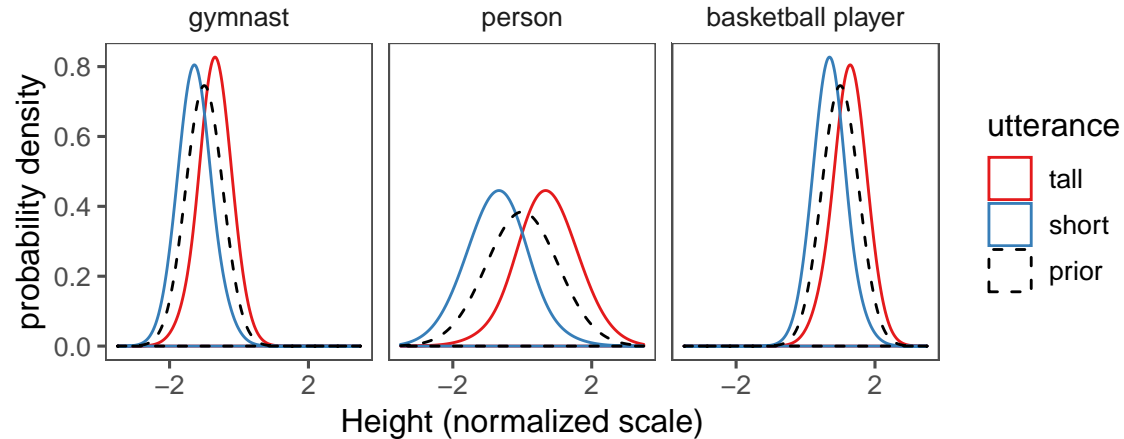 gymnast person basketball player
probability density
0.8
0.6
0.4
0.2
0.0
−2 2 −2 2 −2 2
Height (normalized scale)
utterance
tall
short
prior